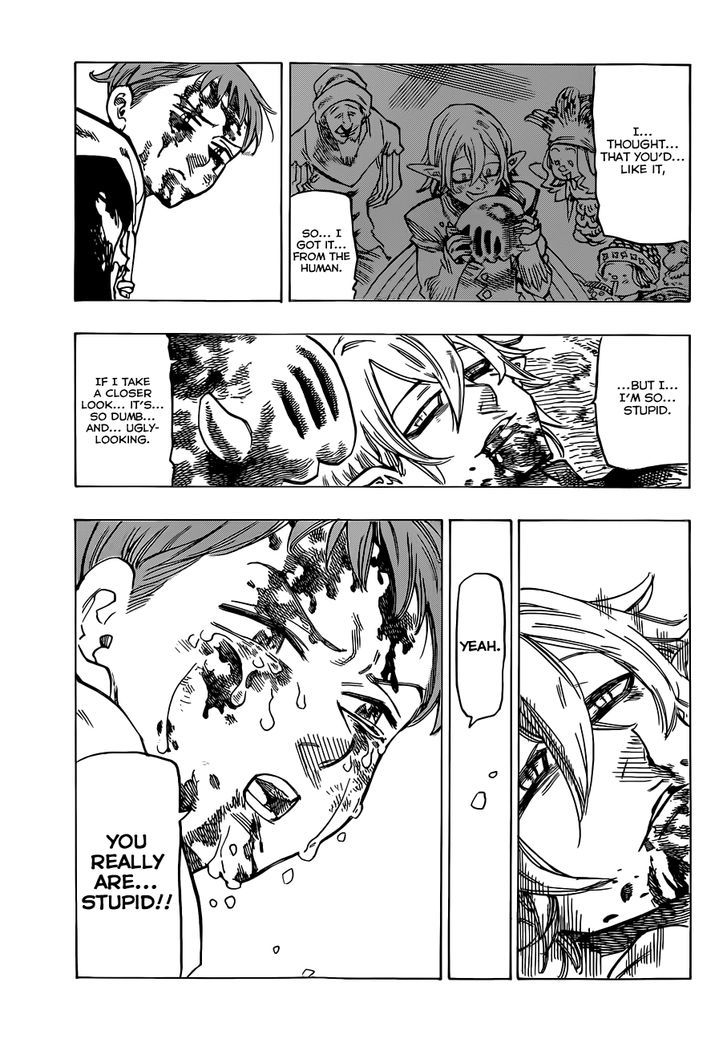 I...
THOUGHT...
THAT YOU'D...
LIKE IT,
SO... I
GOT IT...
FROM THE
HUMAN.
...BUT I...
I'M SO...
STUPID.
IF I TAKE
A CLOSER
LOOK... IT'S...
SO DUMB...
AND... UGLY-
LOOKING.
YEAH.
YOU
REALLY
ARE...
STUPID!!